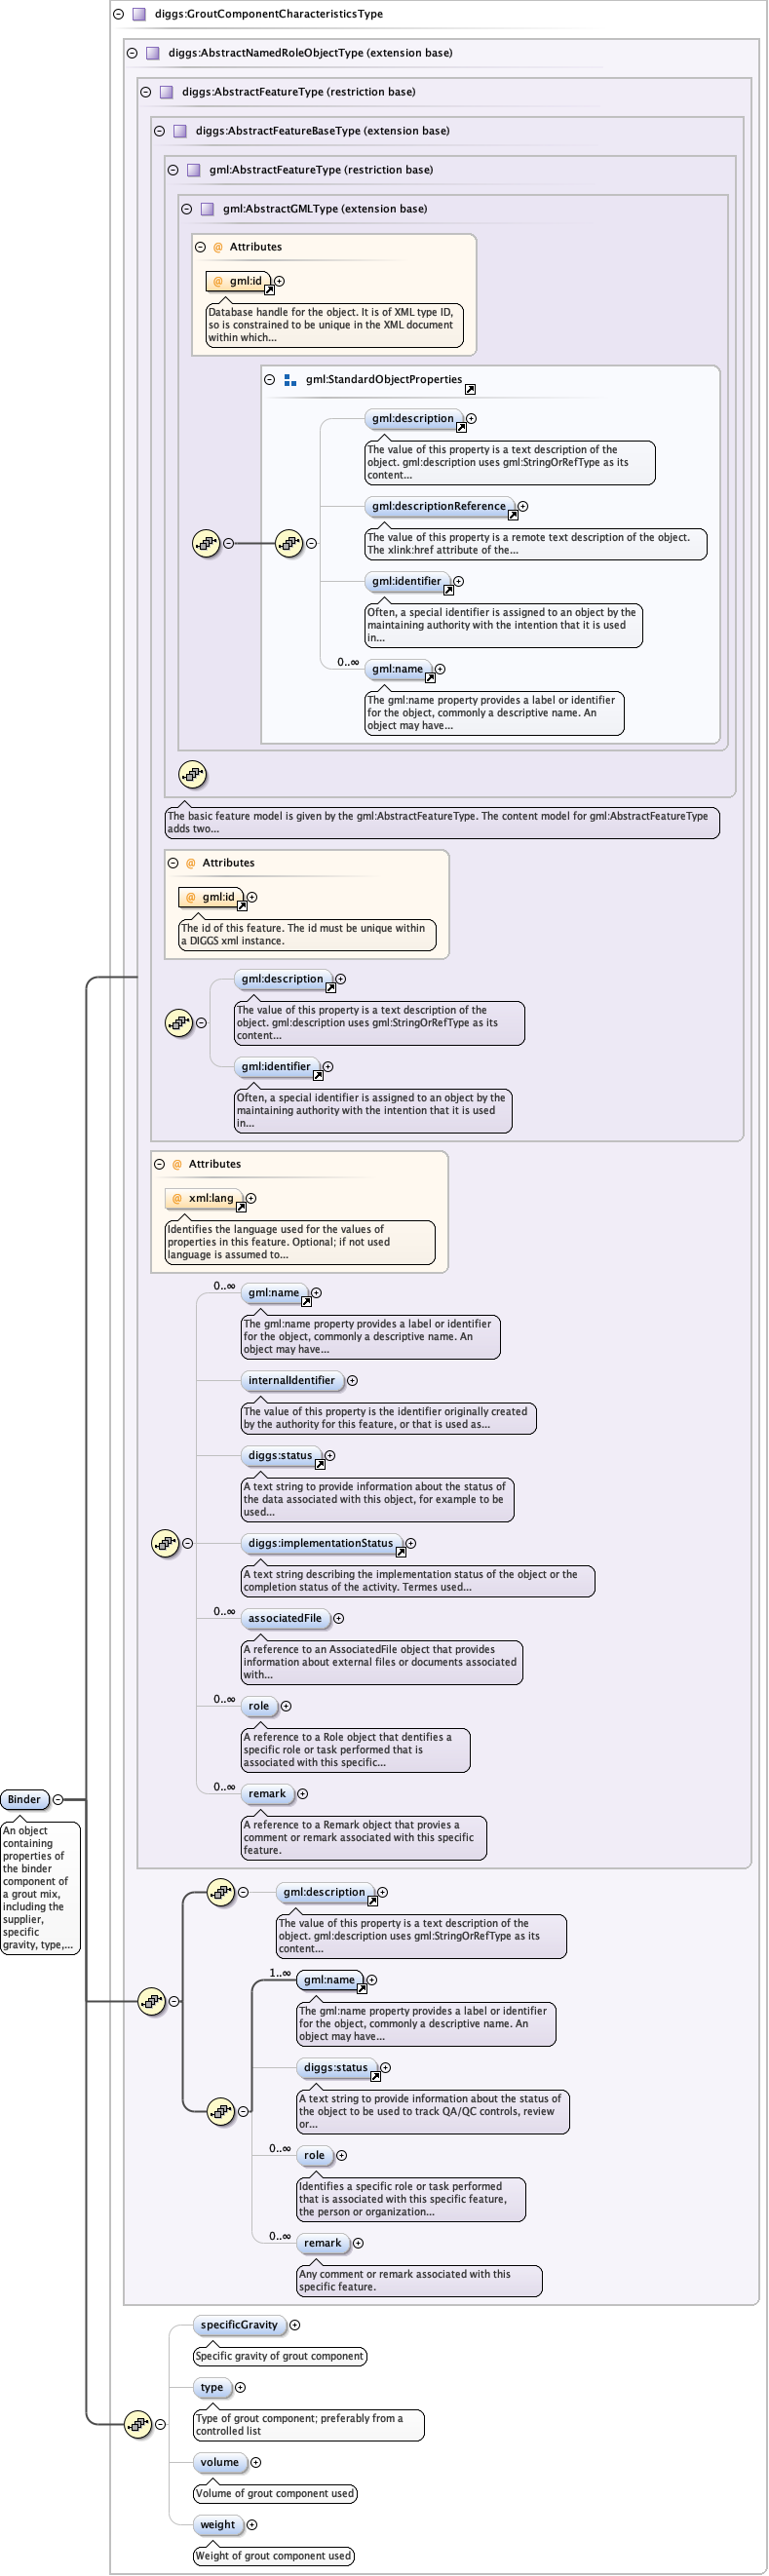 diggs:GroutComponentCharacteristicsType
diggs:AbstractNamedRoleObjectType (extension base)
diggs:AbstractFeatureType (restriction base)
diggs:AbstractFeatureBaseType (extension base)
gml:AbstractFeatureType (restriction base)
gml:AbstractGMLType (extension base)
@ Attributes
@ gml:id
Database handle for the object. It is of XML type ID,
so is constrained to be unique in the XML document
within which...
gml:StandardObjectProperties
gml:description
The value of this property is a text description of the
object. gml:description uses gml:StringOrRefType as its
content...
gml:descriptionReference
The value of this property is a remote text description of the object.
The xlink:href attribute of the...
gml:identifier
Often, a special identifier is assigned to an object by the
maintaining authority with the intention that it is used
in...
0..∞
gml:name
The gml:name property provides a label or identifier
for the object, commonly a descriptive name. An
object may have...
The basic feature model is given by the gml:AbstractFeatureType. The content model for gml:AbstractFeatureType
adds two...
@ Attributes
@ gml:id
The id of this feature. The id must be unique within
a DIGGS xml instance.
gml:description
The value of this property is a text description of the
object. gml:description uses gml:StringOrRefType as its
content...
gml:identifier
Often, a special identifier is assigned to an object by the
maintaining authority with the intention that it is used
in...
@ Attributes
@ xml:lang
Identifies the language used for the values of
properties in this feature. Optional; if not used
language is assumed to...
0..∞
gml:name
The gml:name property provides a label or identifier
for the object, commonly a descriptive name. An
object may have...
internalIdentifier
The value of this property is the identifier originally created
by the authority for this feature, or that is used as...
diggs:status
A text string to provide information about the status of
the data associated with this object, for example to be
used...
diggs:implementationStatus
A text string describing the implementation status of the object or the
completion status of the activity. Termes used...
0..∞
associatedFile
A reference to an AssociatedFile object that provides
information about external files or documents associated
with...
0..∞
role
A reference to a Role object that dentifies a
specific role or task performed that is
associated with this specific...
0..∞
remark
A reference to a Remark object that provies a
comment or remark associated with this specific
feature.
Binder
An object
containing
properties of
the binder
component of
a grout mix,
including the
supplier,
specific
gravity, type,...
gml:description
The value of this property is a text description of the
object. gml:description uses gml:StringOrRefType as its
content...
1..∞
gml:name
The gml:name property provides a label or identifier
for the object, commonly a descriptive name. An
object may have...
diggs:status
A text string to provide information about the status of
the object to be used to track QA/QC controls, review
or...
0..∞
role
Identifies a specific role or task performed
that is associated with this specific feature,
the person or organization...
0..∞
remark
Any comment or remark associated with this
specific feature.
specificGravity
Specific gravity of grout component
type
Type of grout component; preferably from a
controlled list
volume
Volume of grout component used
weight
Weight of grout component used